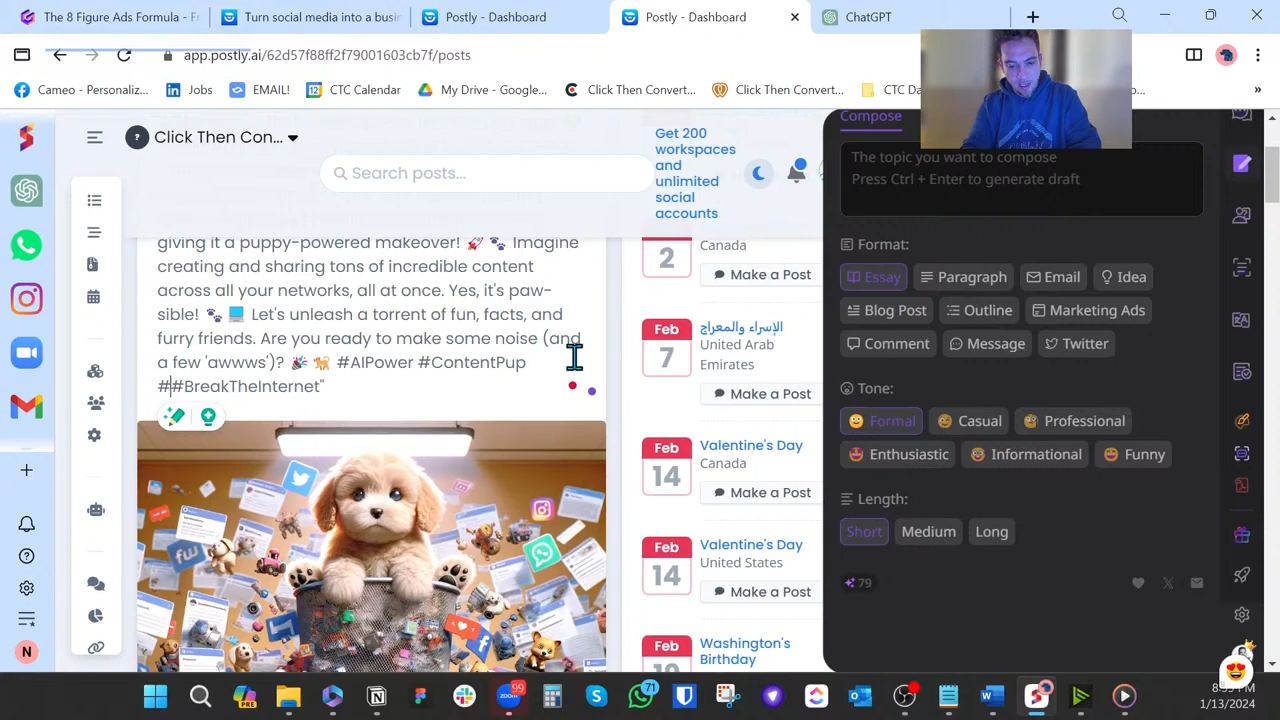 The 8 Figure Ads Formula - Fr
Turn social media into a busi
Postly - Dashboard
Postly - Dashboard
ChatGPT
app.postly.ai/62d57f88ff2f79001603cb7f/posts
Cameo - Personaliz...
Jobs
EMAIL!
CTC Calendar
My Drive - Google...
Click Then Convert...
Click Then Convert...
CTC Da
Click Then Con...
Search posts...
Get 200
workspaces
and
unlimited
social
accounts
giving it a puppy-powered makeover! 🚀 🐾 Imagine
creating and sharing tons of incredible content
across all your networks, all at once. Yes, it's paw-
sible! 🐾 💻 Let's unleash a torrent of fun, facts, and
furry friends. Are you ready to make some noise (and
a few 'awwws')? 🎉 🐕 #AIPower #ContentPup
##BreakTheInternet"
2
Canada
Make a Post
Feb
7
الإسراء والمعراج
United Arab
Emirates
Make a Post
Feb
14
Valentine's Day
Canada
Make a Post
Feb
14
Valentine's Day
United States
Make a Post
Feb
Washington's
Birthday
Compose
The topic you want to compose
Press Ctrl + Enter to generate draft
Format:
Essay
Paragraph
Email
Idea
Blog Post
Outline
Marketing Ads
Comment
Message
Twitter
Tone:
Formal
Casual
Professional
Enthusiastic
Informational
Funny
Length:
Short
Medium
Long
79
N
PRE
99
71
1/13/2024